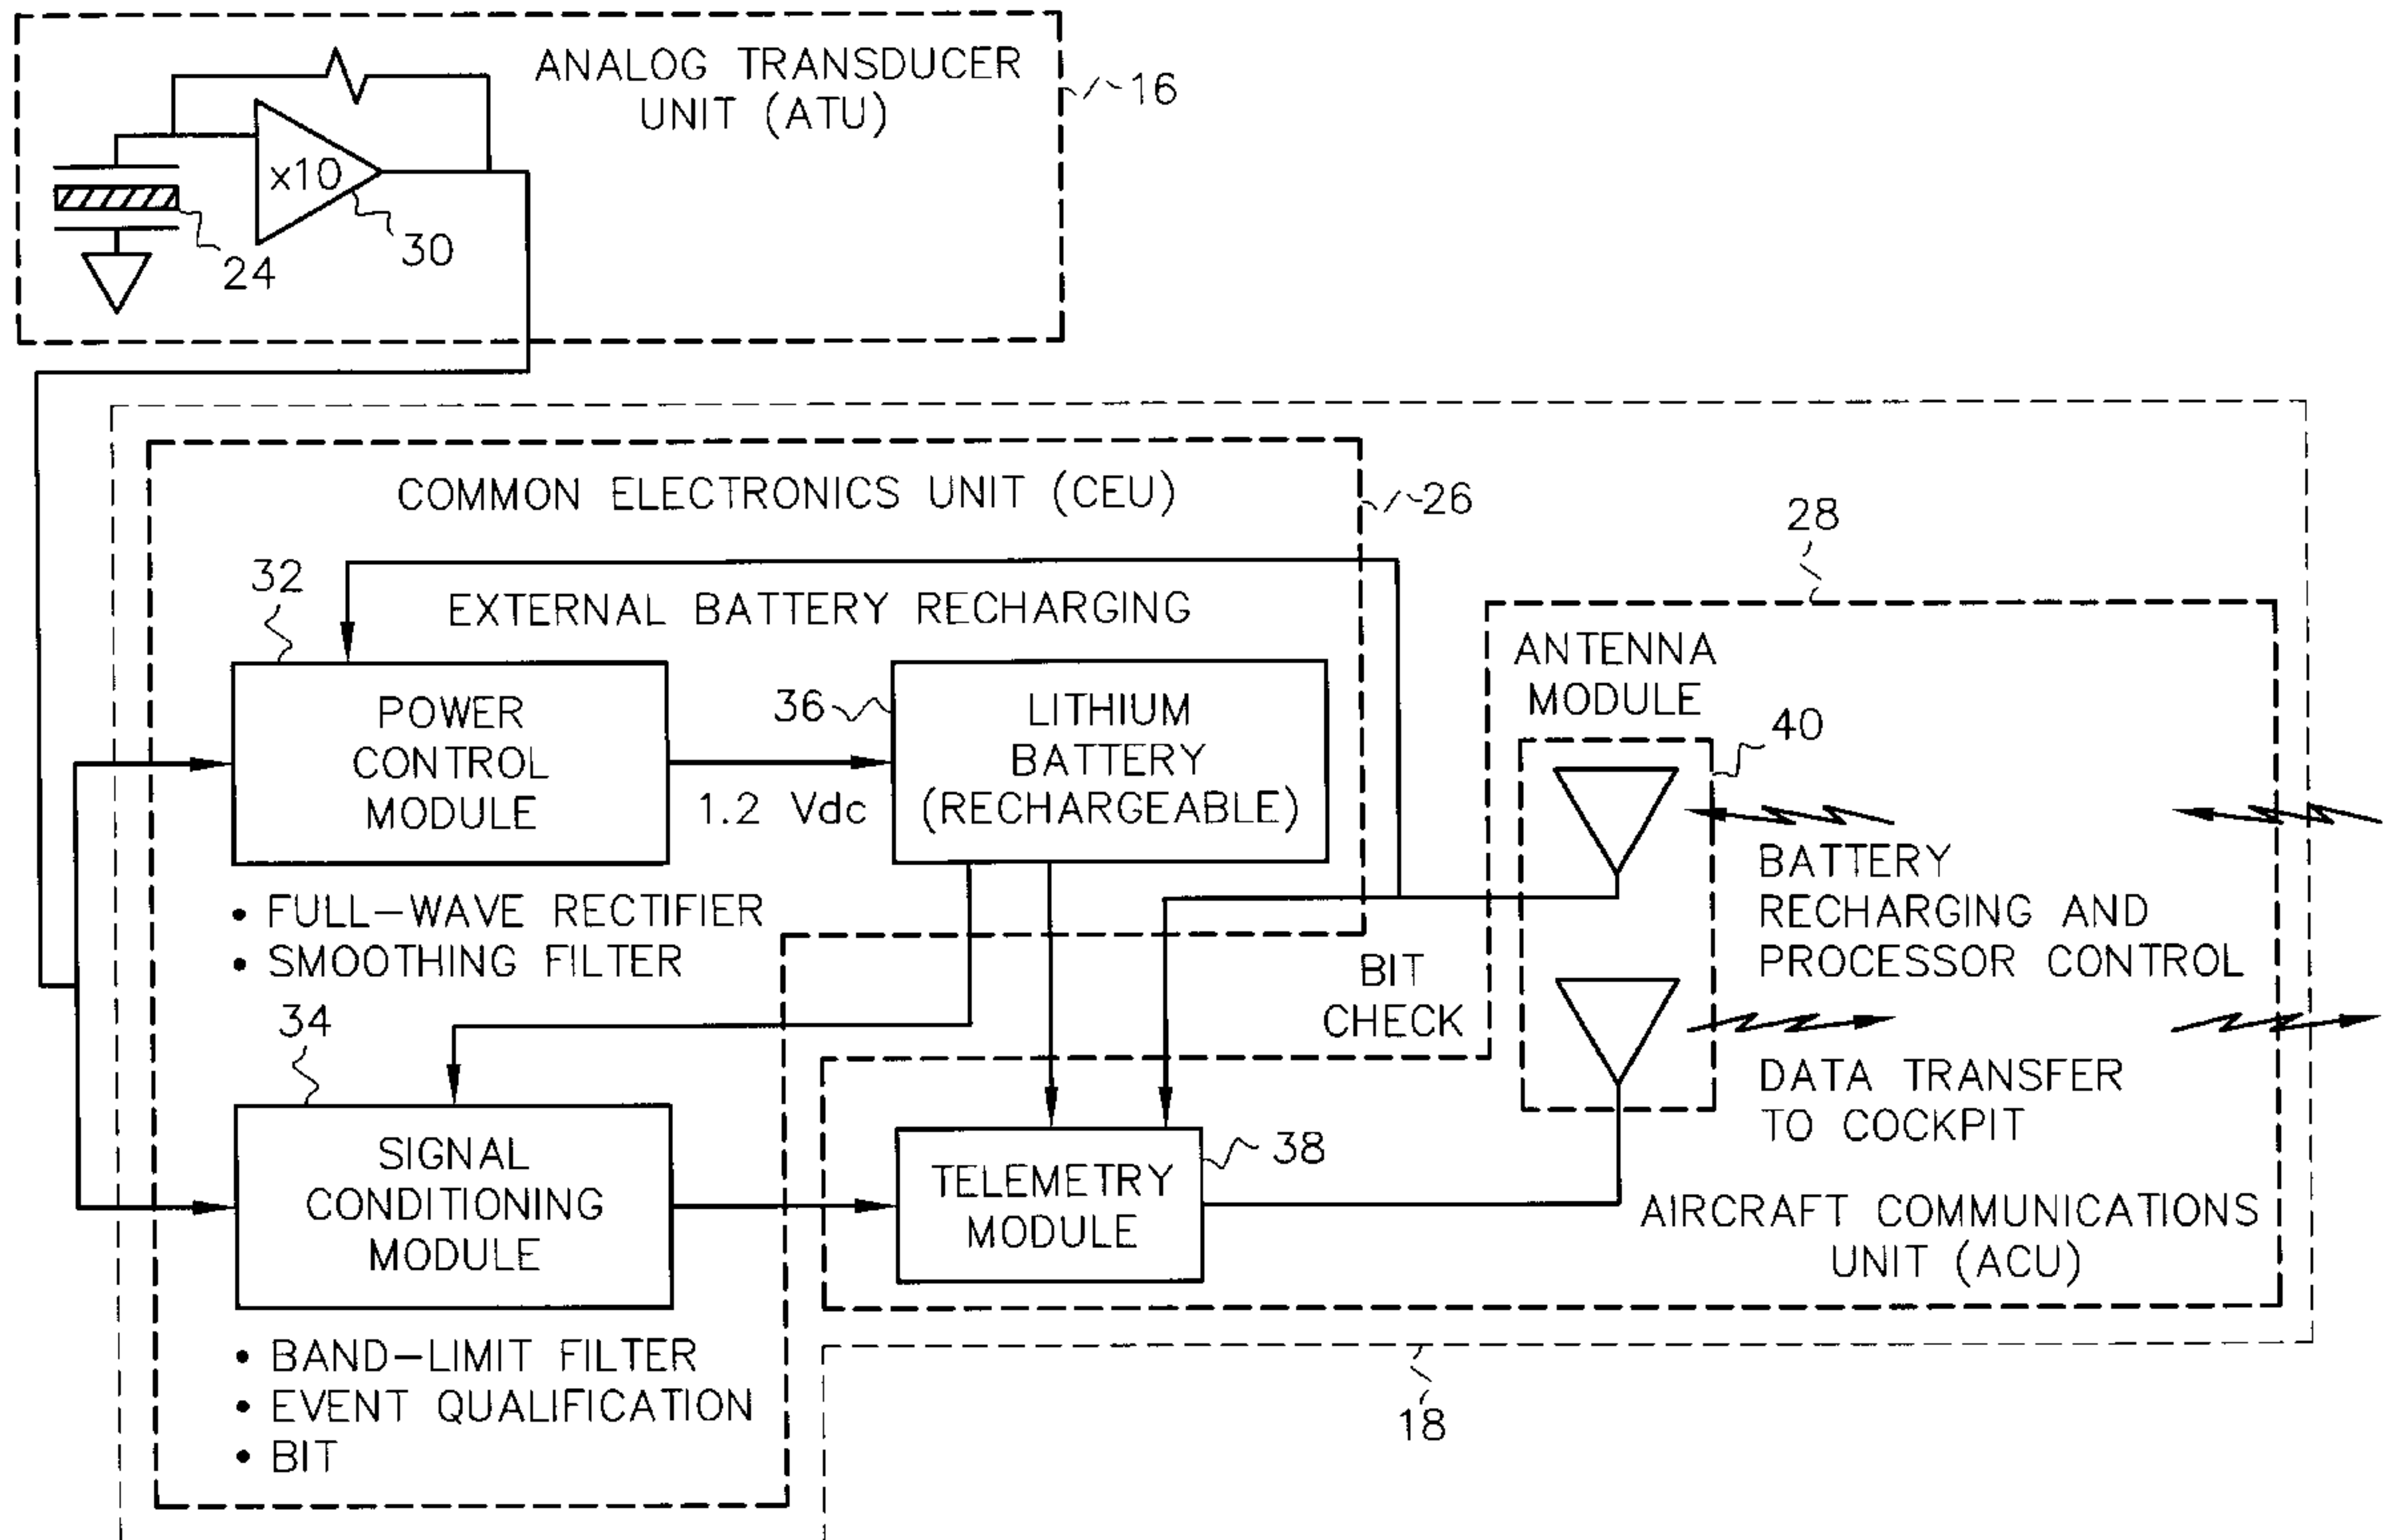 ANALOG TRANSDUCER
UNIT (ATU)
16
x10
30
24
COMMON ELECTRONICS UNIT (CEU)
26
28
32
EXTERNAL BATTERY RECHARGING
POWER
CONTROL
MODULE
36
LITHIUM
BATTERY
(RECHARGEABLE)
1.2 Vdc
ANTENNA
MODULE
40
BATTERY
RECHARGING AND
PROCESSOR CONTROL
• FULL-WAVE RECTIFIER
• SMOOTHING FILTER
BIT
CHECK
34
SIGNAL
CONDITIONING
MODULE
DATA TRANSFER
TO COCKPIT
38
TELEMETRY
MODULE
AIRCRAFT COMMUNICATIONS
UNIT (ACU)
• BAND-LIMIT FILTER
• EVENT QUALIFICATION
• BIT
18